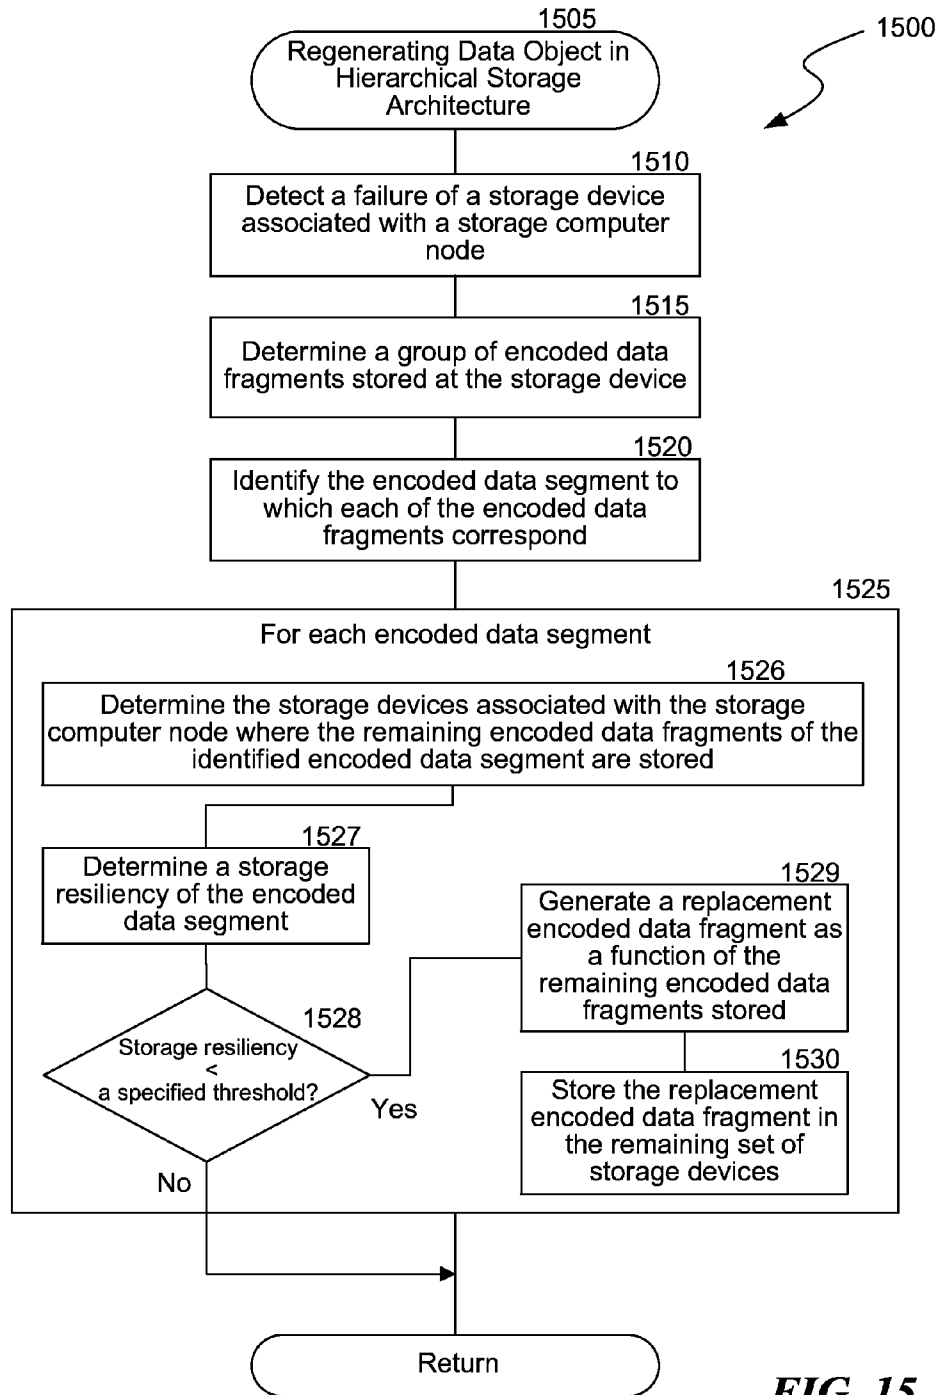 1505
1500
Regenerating Data Object in
Hierarchical Storage
Architecture
1510
Detect a failure of a storage device
associated with a storage computer
node
1515
Determine a group of encoded data
fragments stored at the storage device
1520
Identify the encoded data segment to
which each of the encoded data
fragments correspond
1525
For each encoded data segment
1526
Determine the storage devices associated with the storage
computer node where the remaining encoded data fragments of the
identified encoded data segment are stored
1527
Determine a storage
resiliency of the encoded
data segment
1528
Storage resiliency
<
a specified threshold?
Yes
No
1529
Generate a replacement
encoded data fragment as
a function of the
remaining encoded data
fragments stored
1530
Store the replacement
encoded data fragment in
the remaining set of
storage devices
Return
FIG. 15